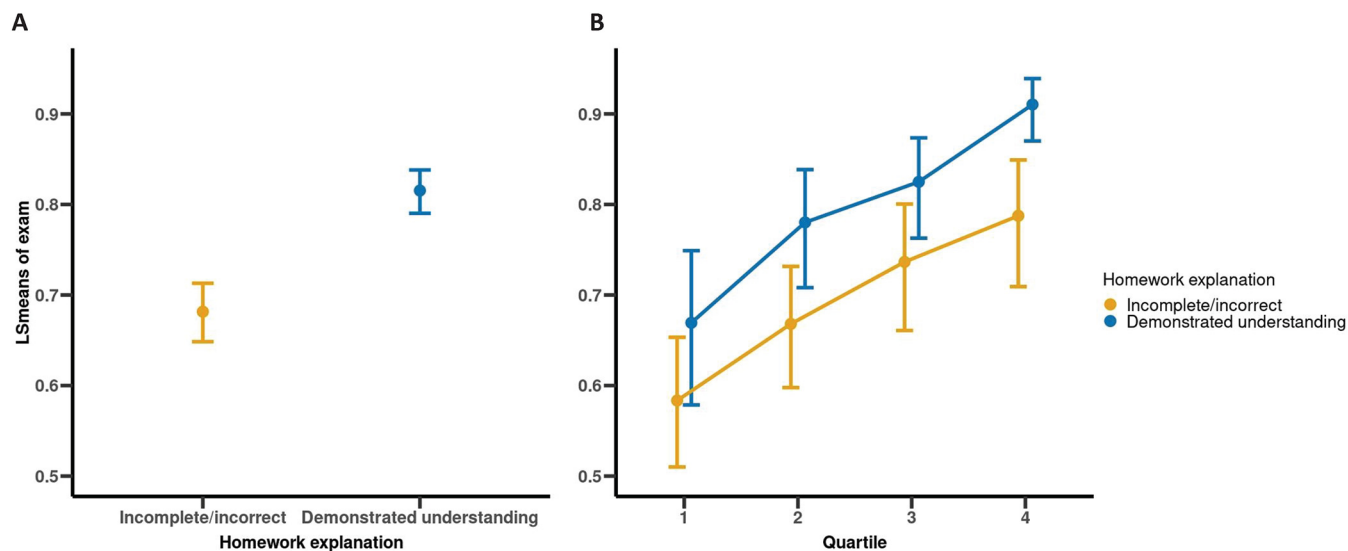 A
0.9
0.8
0.7
0.6
0.5
LSmeans of exam
Incomplete/incorrect Demonstrated understanding
Homework explanation
B
0.9
0.8
0.7
0.6
0.5
1 2 3 4
Quartile
Homework explanation
Incomplete/incorrect
Demonstrated understanding